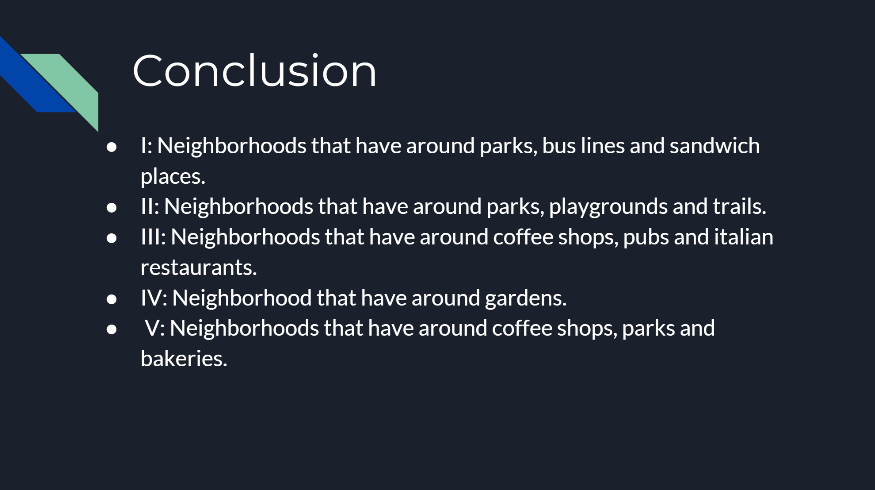 Conclusion
● I: Neighborhoods that have around parks, bus lines and sandwich
places.
● II: Neighborhoods that have around parks, playgrounds and trails.
● III: Neighborhoods that have around coffee shops, pubs and italian
restaurants.
● IV: Neighborhood that have around gardens.
● V: Neighborhoods that have around coffee shops, parks and
bakeries.